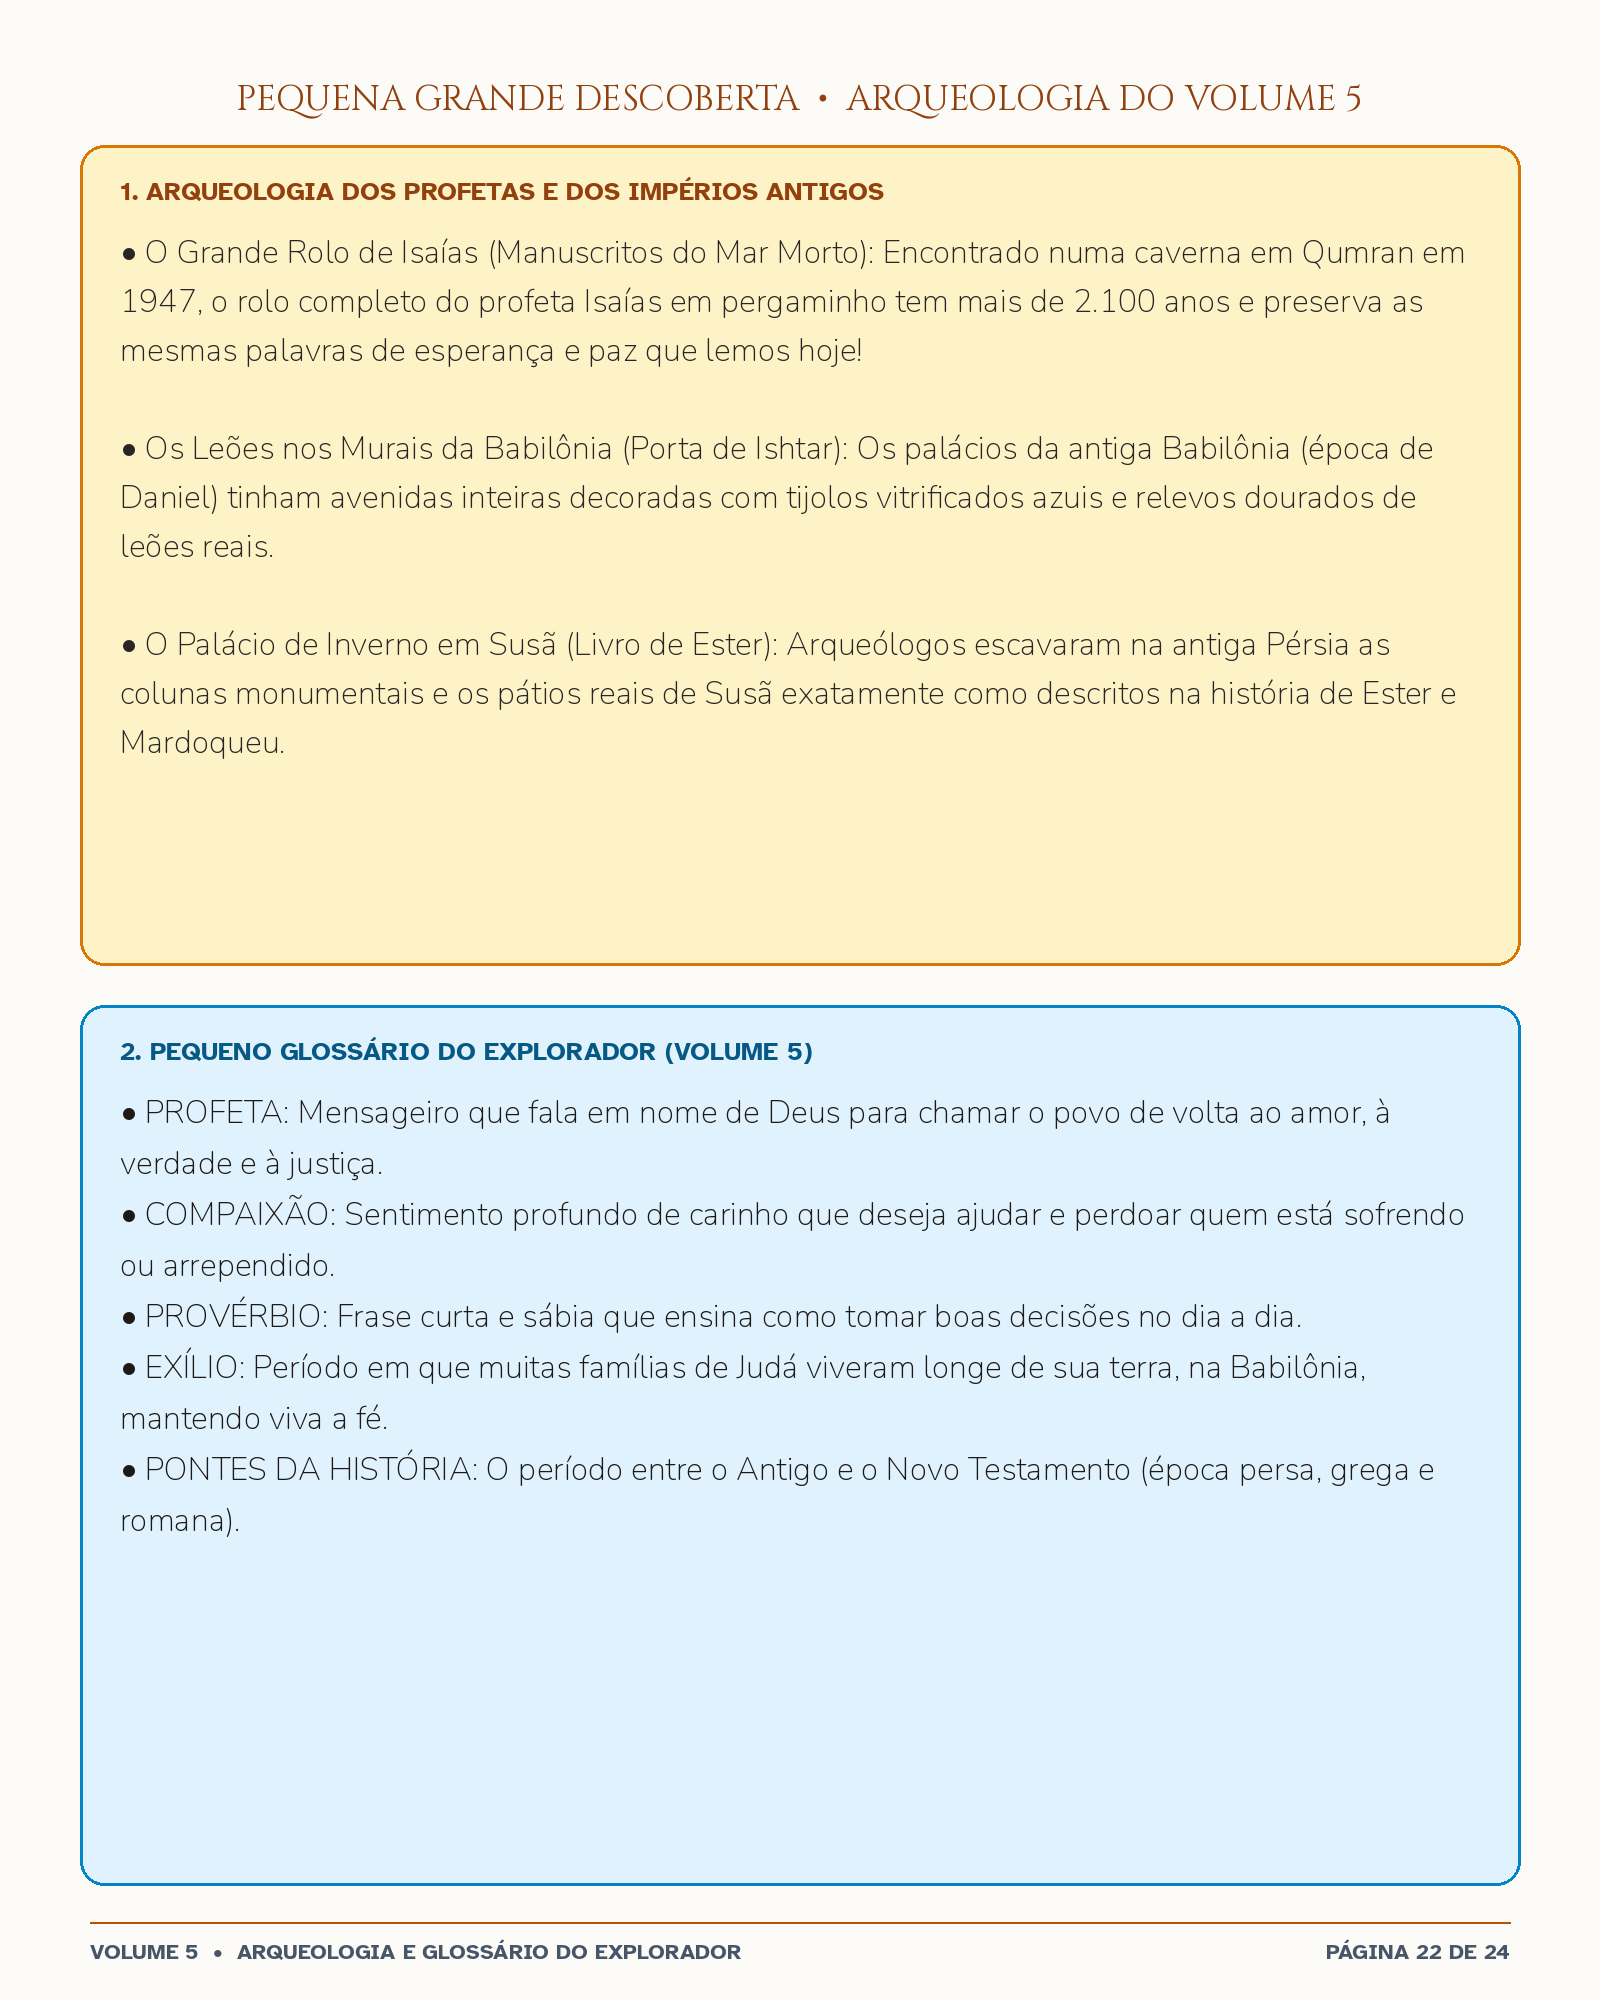 PEQUENA GRANDE DESCOBERTA • ARQUEOLOGIA DO VOLUME 5
1. ARQUEOLOGIA DOS PROFETAS E DOS IMPÉRIOS ANTIGOS
• O Grande Rolo de Isaías (Manuscritos do Mar Morto): Encontrado numa caverna em Qumran em
1947, o rolo completo do profeta Isaías em pergaminho tem mais de 2.100 anos e preserva as
mesmas palavras de esperança e paz que lemos hoje!
• Os Leões nos Murais da Babilônia (Porta de Ishtar): Os palácios da antiga Babilônia (época de
Daniel) tinham avenidas inteiras decoradas com tijolos vitrificados azuis e relevos dourados de
leões reais.
• O Palácio de Inverno em Susã (Livro de Ester): Arqueólogos escavaram na antiga Pérsia as
colunas monumentais e os pátios reais de Susã exatamente como descritos na história de Ester e
Mardoqueu.
2. PEQUENO GLOSSÁRIO DO EXPLORADOR (VOLUME 5)
• PROFETA: Mensageiro que fala em nome de Deus para chamar o povo de volta ao amor, à
verdade e à justiça.
• COMPAIXÃO: Sentimento profundo de carinho que deseja ajudar e perdoar quem está sofrendo
ou arrependido.
• PROVÉRBIO: Frase curta e sábia que ensina como tomar boas decisões no dia a dia.
• EXÍLIO: Período em que muitas famílias de Judá viveram longe de sua terra, na Babilônia,
mantendo viva a fé.
• PONTES DA HISTÓRIA: O período entre o Antigo e o Novo Testamento (época persa, grega e
romana).
VOLUME 5 • ARQUEOLOGIA E GLOSSÁRIO DO EXPLORADOR
PÁGINA 22 DE 24